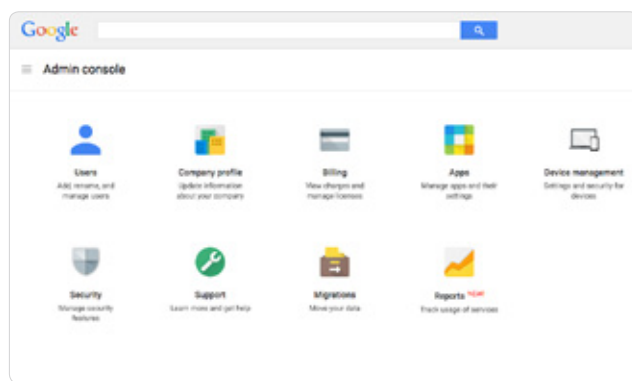 Google
Admin console
Users
Add, rename, and
manage users
Company profile
Update information
about your company
Billing
View charges and
manage licenses
Apps
Manage apps and their
settings
Device management
Settings and security for
devices
Security
Manage security
features
Support
Learn more and get help
Migrations
Move your data
Reports NEW!
Track usage of services